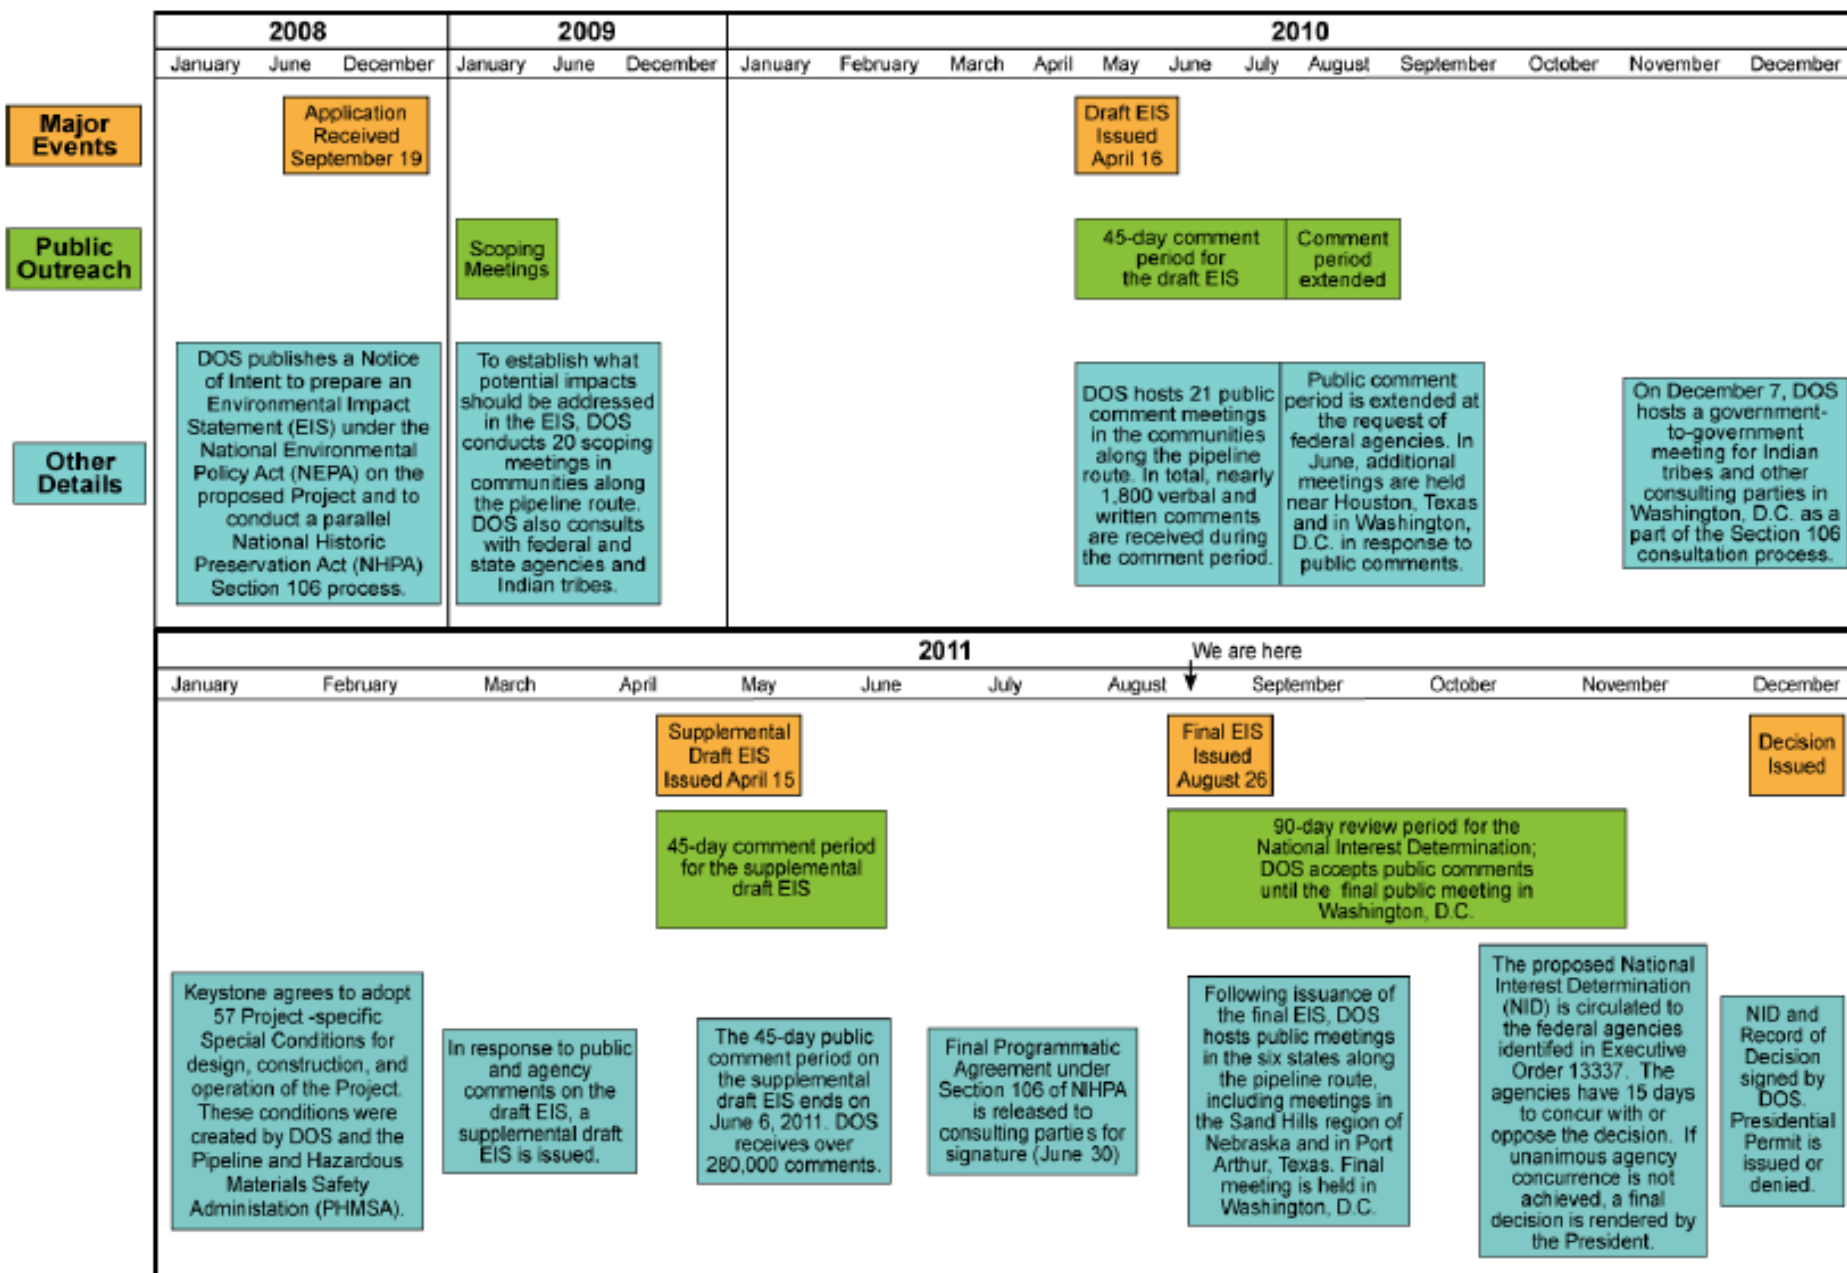 2008 2009 2010
January June December January June December January February March April May June July August September October November December
Major
Events
Application
Received
September 19
Draft EIS
Issued
April 16
Public
Outreach
Scoping
Meetings
45-day comment
period for
the draft EIS
Comment
period
extended
Other
Details
DOS publishes a Notice
of Intent to prepare an
Environmental Impact
Statement (EIS) under the
National Environmental
Policy Act (NEPA) on the
proposed Project and to
conduct a parallel
National Historic
Preservation Act (NHPA)
Section 106 process.
To establish what
potential impacts
should be addressed
in the EIS, DOS
conducts 20 scoping
meetings in
communities along
the pipeline route.
DOS also consults
with federal and
state agencies and
Indian tribes.
DOS hosts 21 public
comment meetings
in the communities
along the pipeline
route. In total, nearly
1,800 verbal and
written comments
are received during
the comment period.
Public comment
period is extended at
the request of
federal agencies. In
June, additional
meetings are held
near Houston, Texas
and in Washington,
D.C. in response to
public comments.
On December 7, DOS
hosts a government-
to-government
meeting for Indian
tribes and other
consulting parties in
Washington, D.C. as a
part of the Section 106
consultation process.
2011
We are here
January February March April May June July August September October November December
Supplemental
Draft EIS
Issued April 15
Final EIS
Issued
August 26
Decision
Issued
45-day comment period
for the supplemental
draft EIS
90-day review period for the
National Interest Determination;
DOS accepts public comments
until the final public meeting in
Washington, D.C.
Keystone agrees to adopt
57 Project -specific
Special Conditions for
design, construction, and
operation of the Project.
These conditions were
created by DOS and the
Pipeline and Hazardous
Materials Safety
Administation (PHMSA).
In response to public
and agency
comments on the
draft EIS, a
supplemental draft
EIS is issued.
The 45-day public
comment period on
the supplemental
draft EIS ends on
June 6, 2011. DOS
receives over
280,000 comments.
Final Programmatic
Agreement under
Section 106 of NIHPA
is released to
consulting parties for
signature (June 30)
Following issuance of
the final EIS, DOS
hosts public meetings
in the six states along
the pipeline route,
including meetings in
the Sand Hills region of
Nebraska and in Port
Arthur, Texas. Final
meeting is held in
Washington, D.C.
The proposed National
Interest Determination
(NID) is circulated to
the federal agencies
identifed in Executive
Order 13337. The
agencies have 15 days
to concur with or
oppose the decision. If
unanimous agency
concurrence is not
achieved, a final
decision is rendered by
the President.
NID and
Record of
Decision
signed by
DOS.
Presidential
Permit is
issued or
denied.